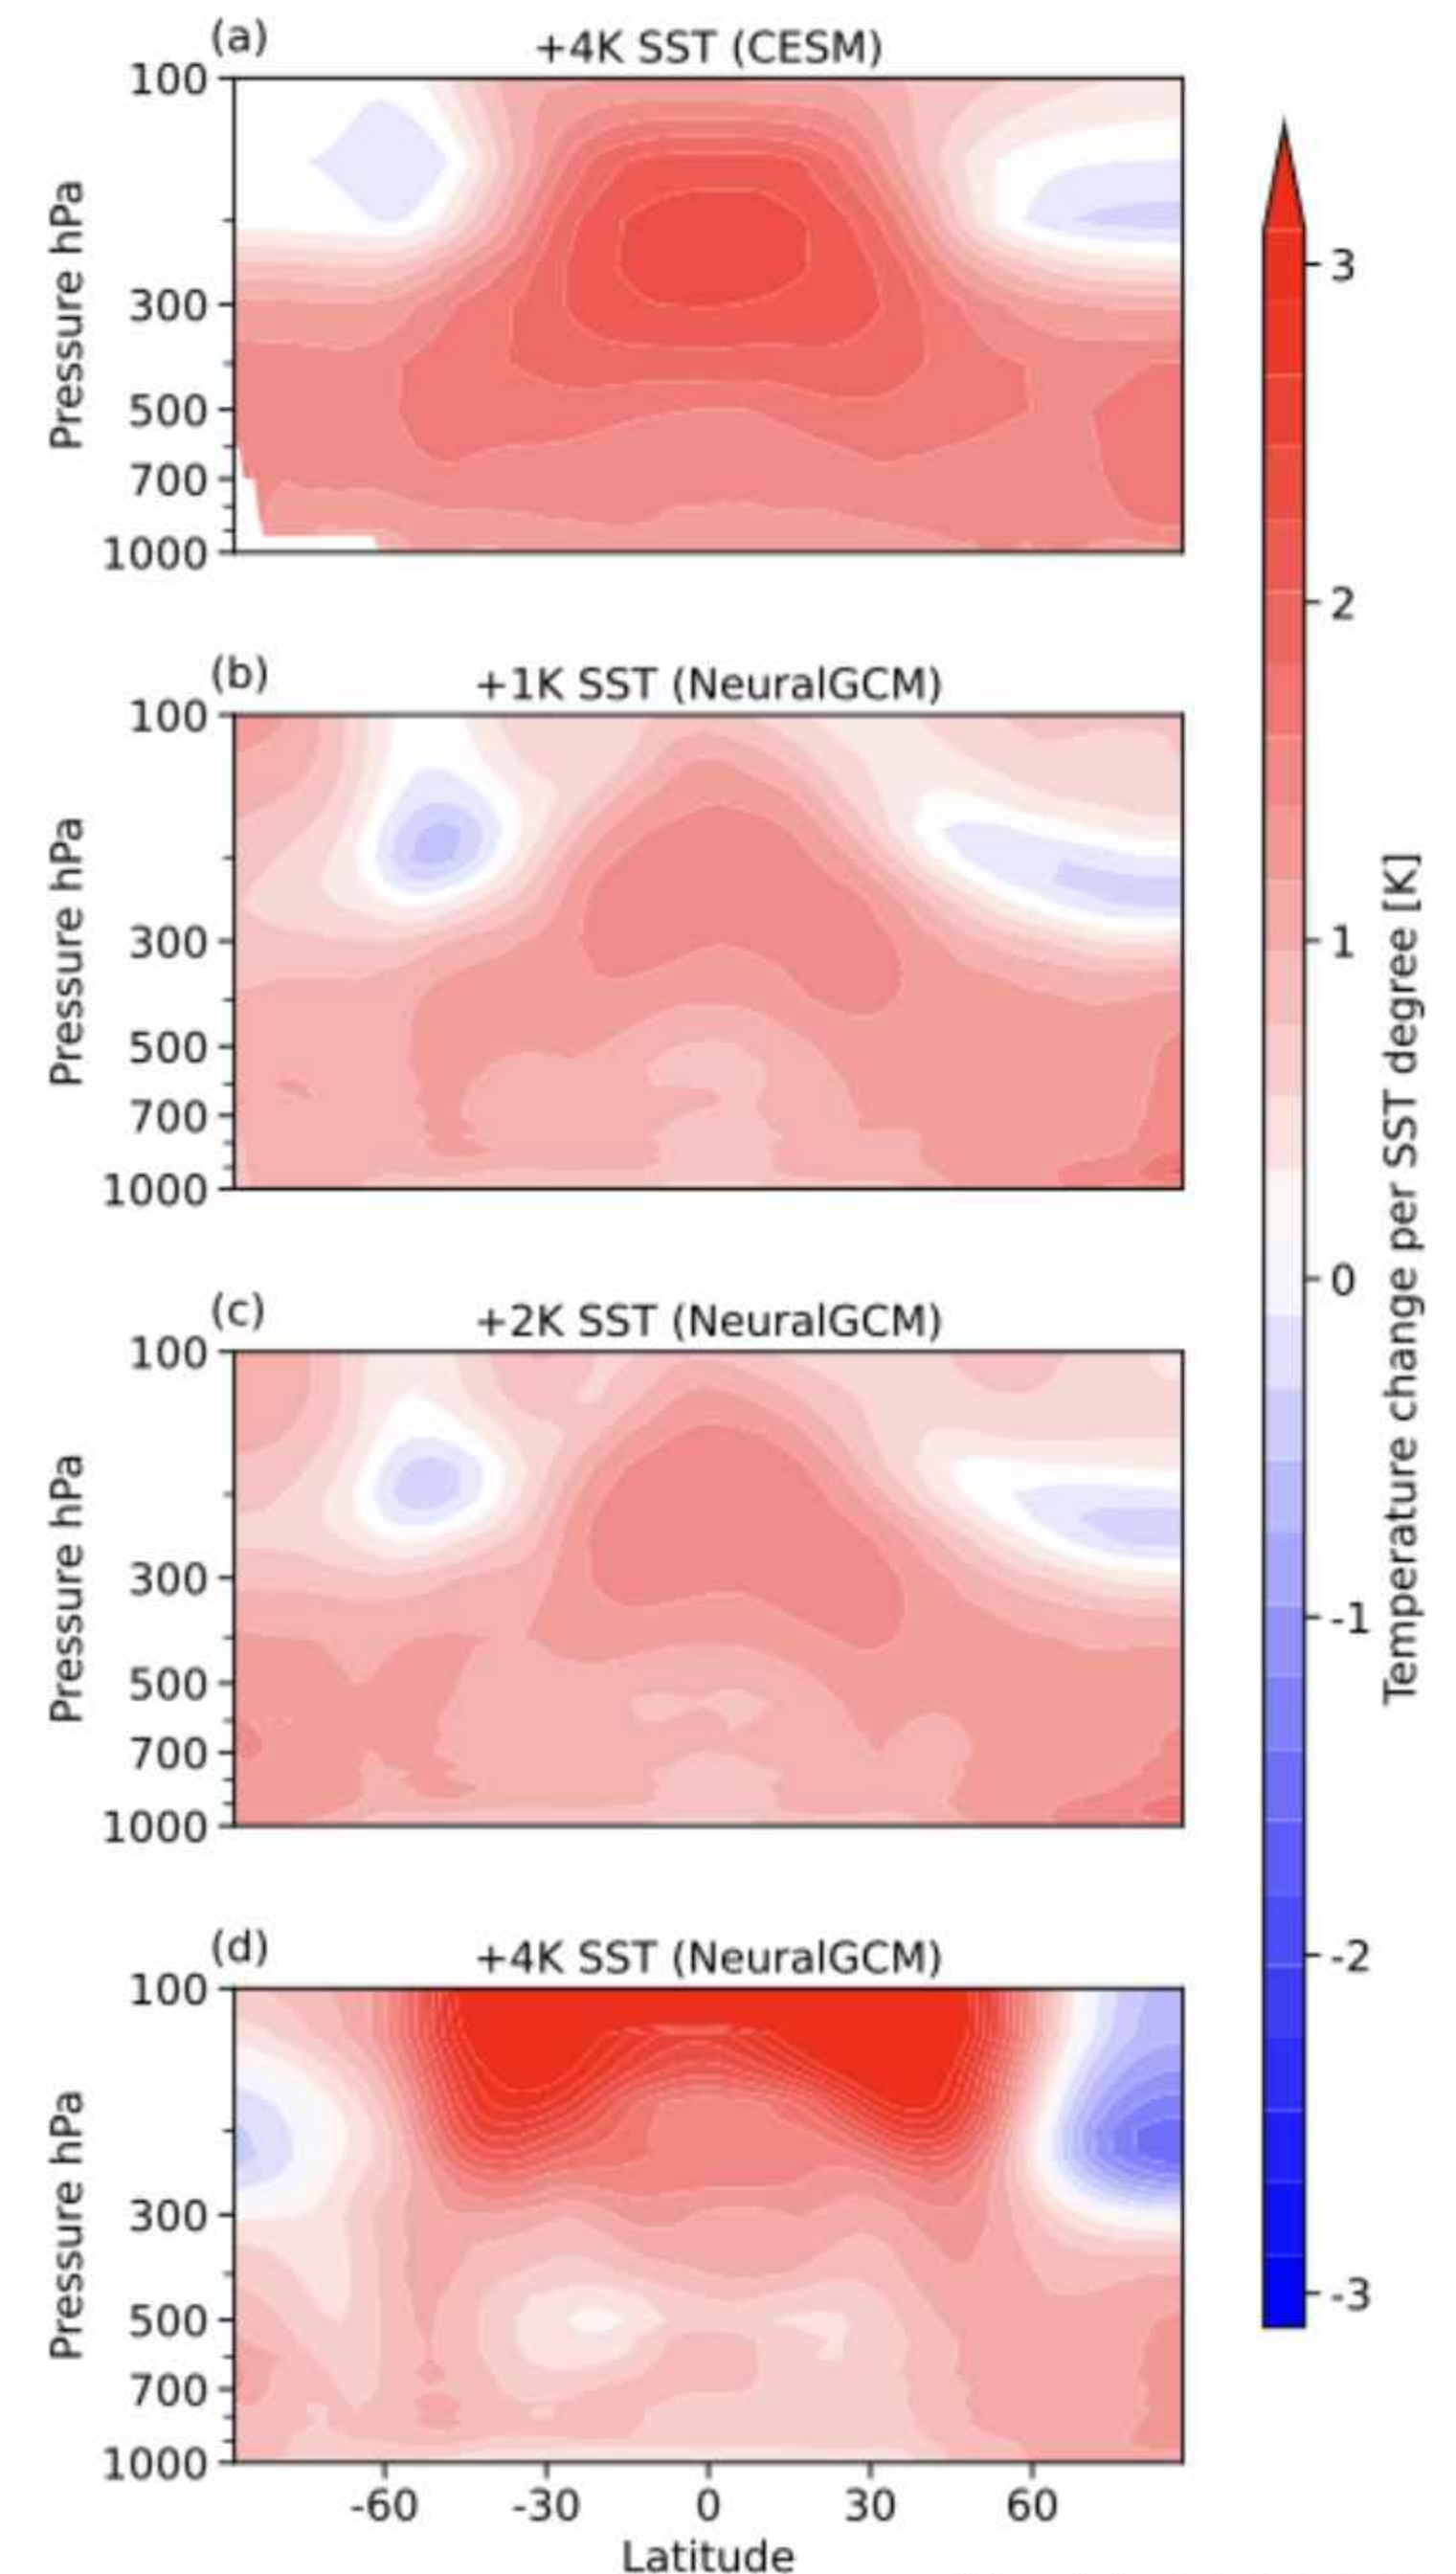 (a)
+4K SST (CESM)
100
300
500
700
1000
Pressure hPa
(b)
+1K SST (NeuralGCM)
100
300
500
700
1000
Pressure hPa
(c)
+2K SST (NeuralGCM)
100
300
500
700
1000
Pressure hPa
(d)
+4K SST (NeuralGCM)
100
300
500
700
1000
Pressure hPa
-60 -30 0 30 60
Latitude
3
2
1
0
-1
-2
-3
Temperature change per SST degree [K]